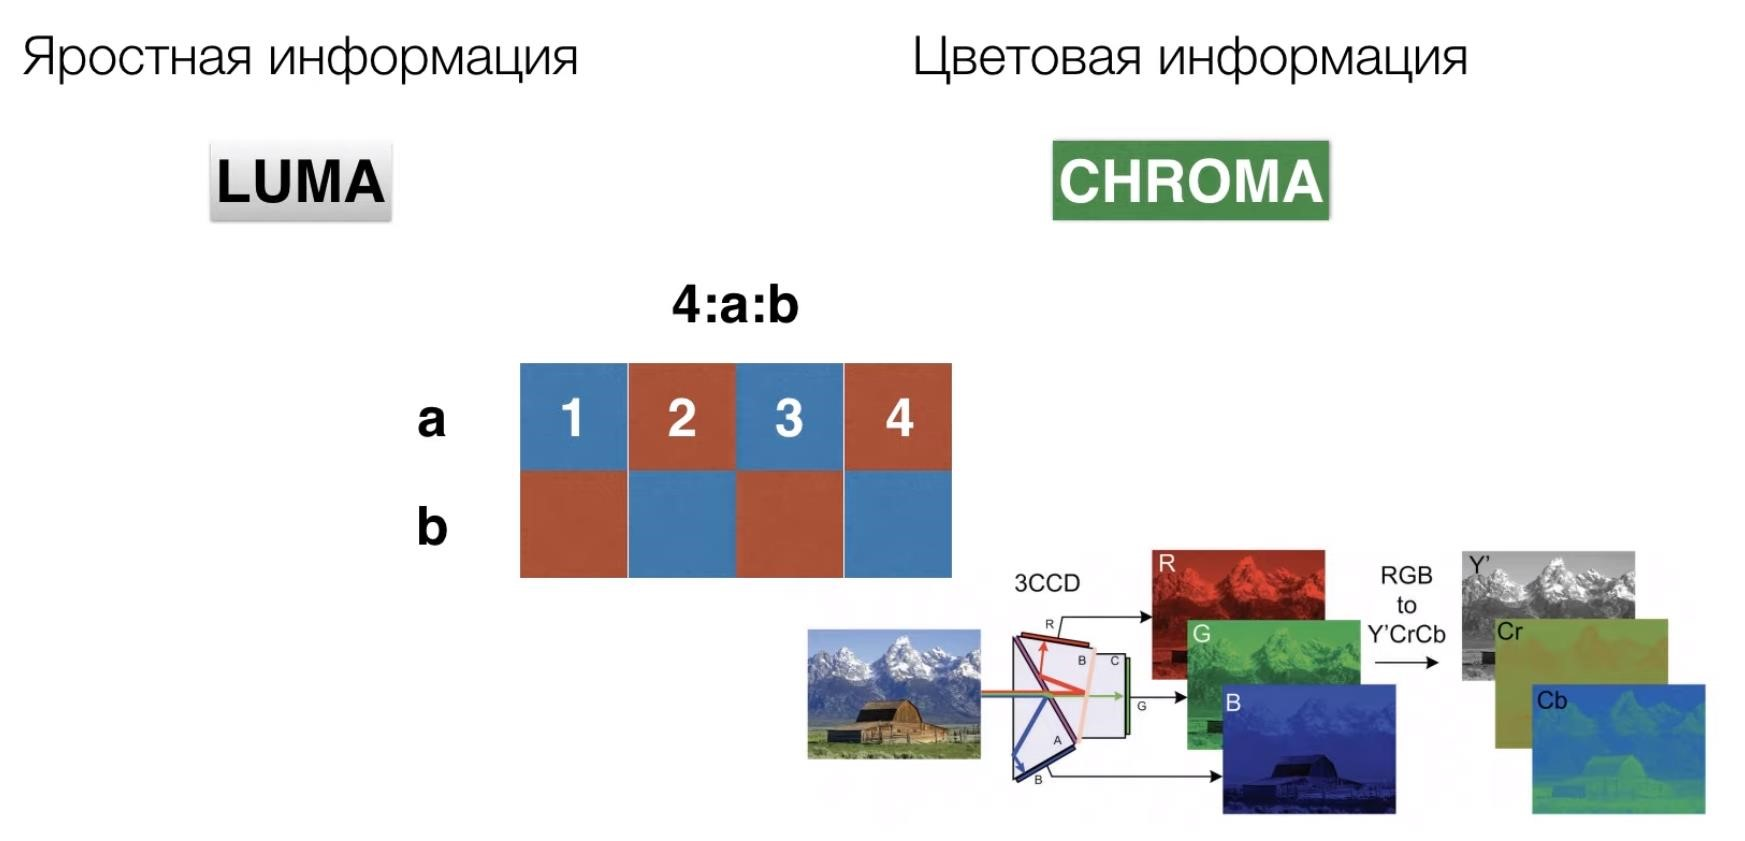 Яростная информация
Цветовая информация
LUMA
CHROMA
4:a:b
a
1 2 3 4
b
3CCD
R
B
C
G
A
B
R
G
B
RGB
to
Y'CrCb
Y'
Cr
Cb